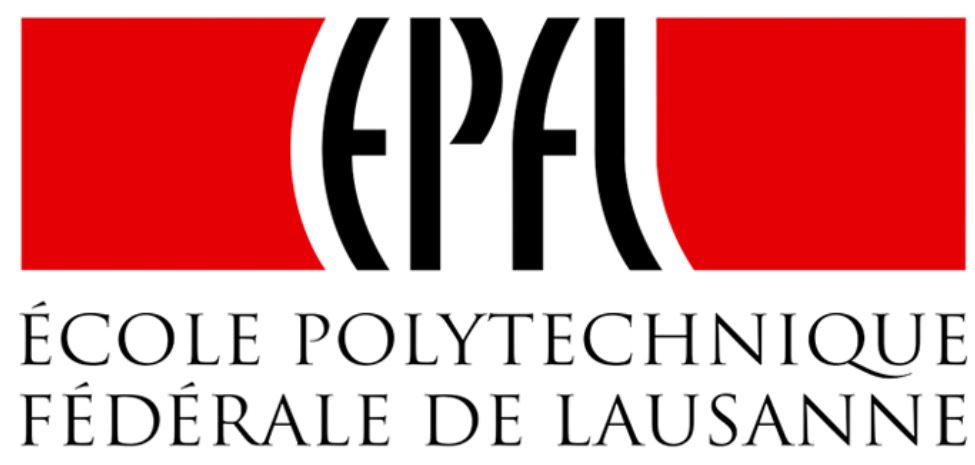 EPFL
ÉCOLE POLYTECHNIQUE
FÉDÉRALE DE LAUSANNE